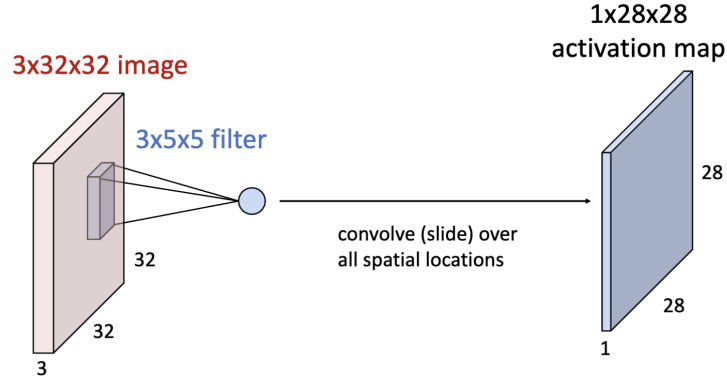 1x28x28
activation map
3x32x32 image
3x5x5 filter
28
convolve (slide) over
all spatial locations
32
32
28
3
1